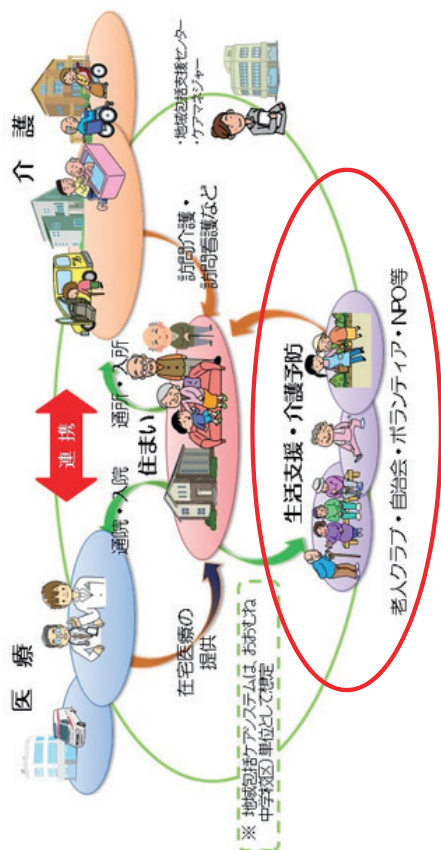 医 療
介 護
連 携
通院・入院
通所・入所
住まい
・地域包括支援センター
・ケアマネジャー
在宅医療の
提供
訪問介護・
訪問看護など
生活支援・介護予防
※ 地域包括ケアシステムは、おおむね
中学校区）単位として想定
老人クラブ・自治会・ボランティア・NPO等